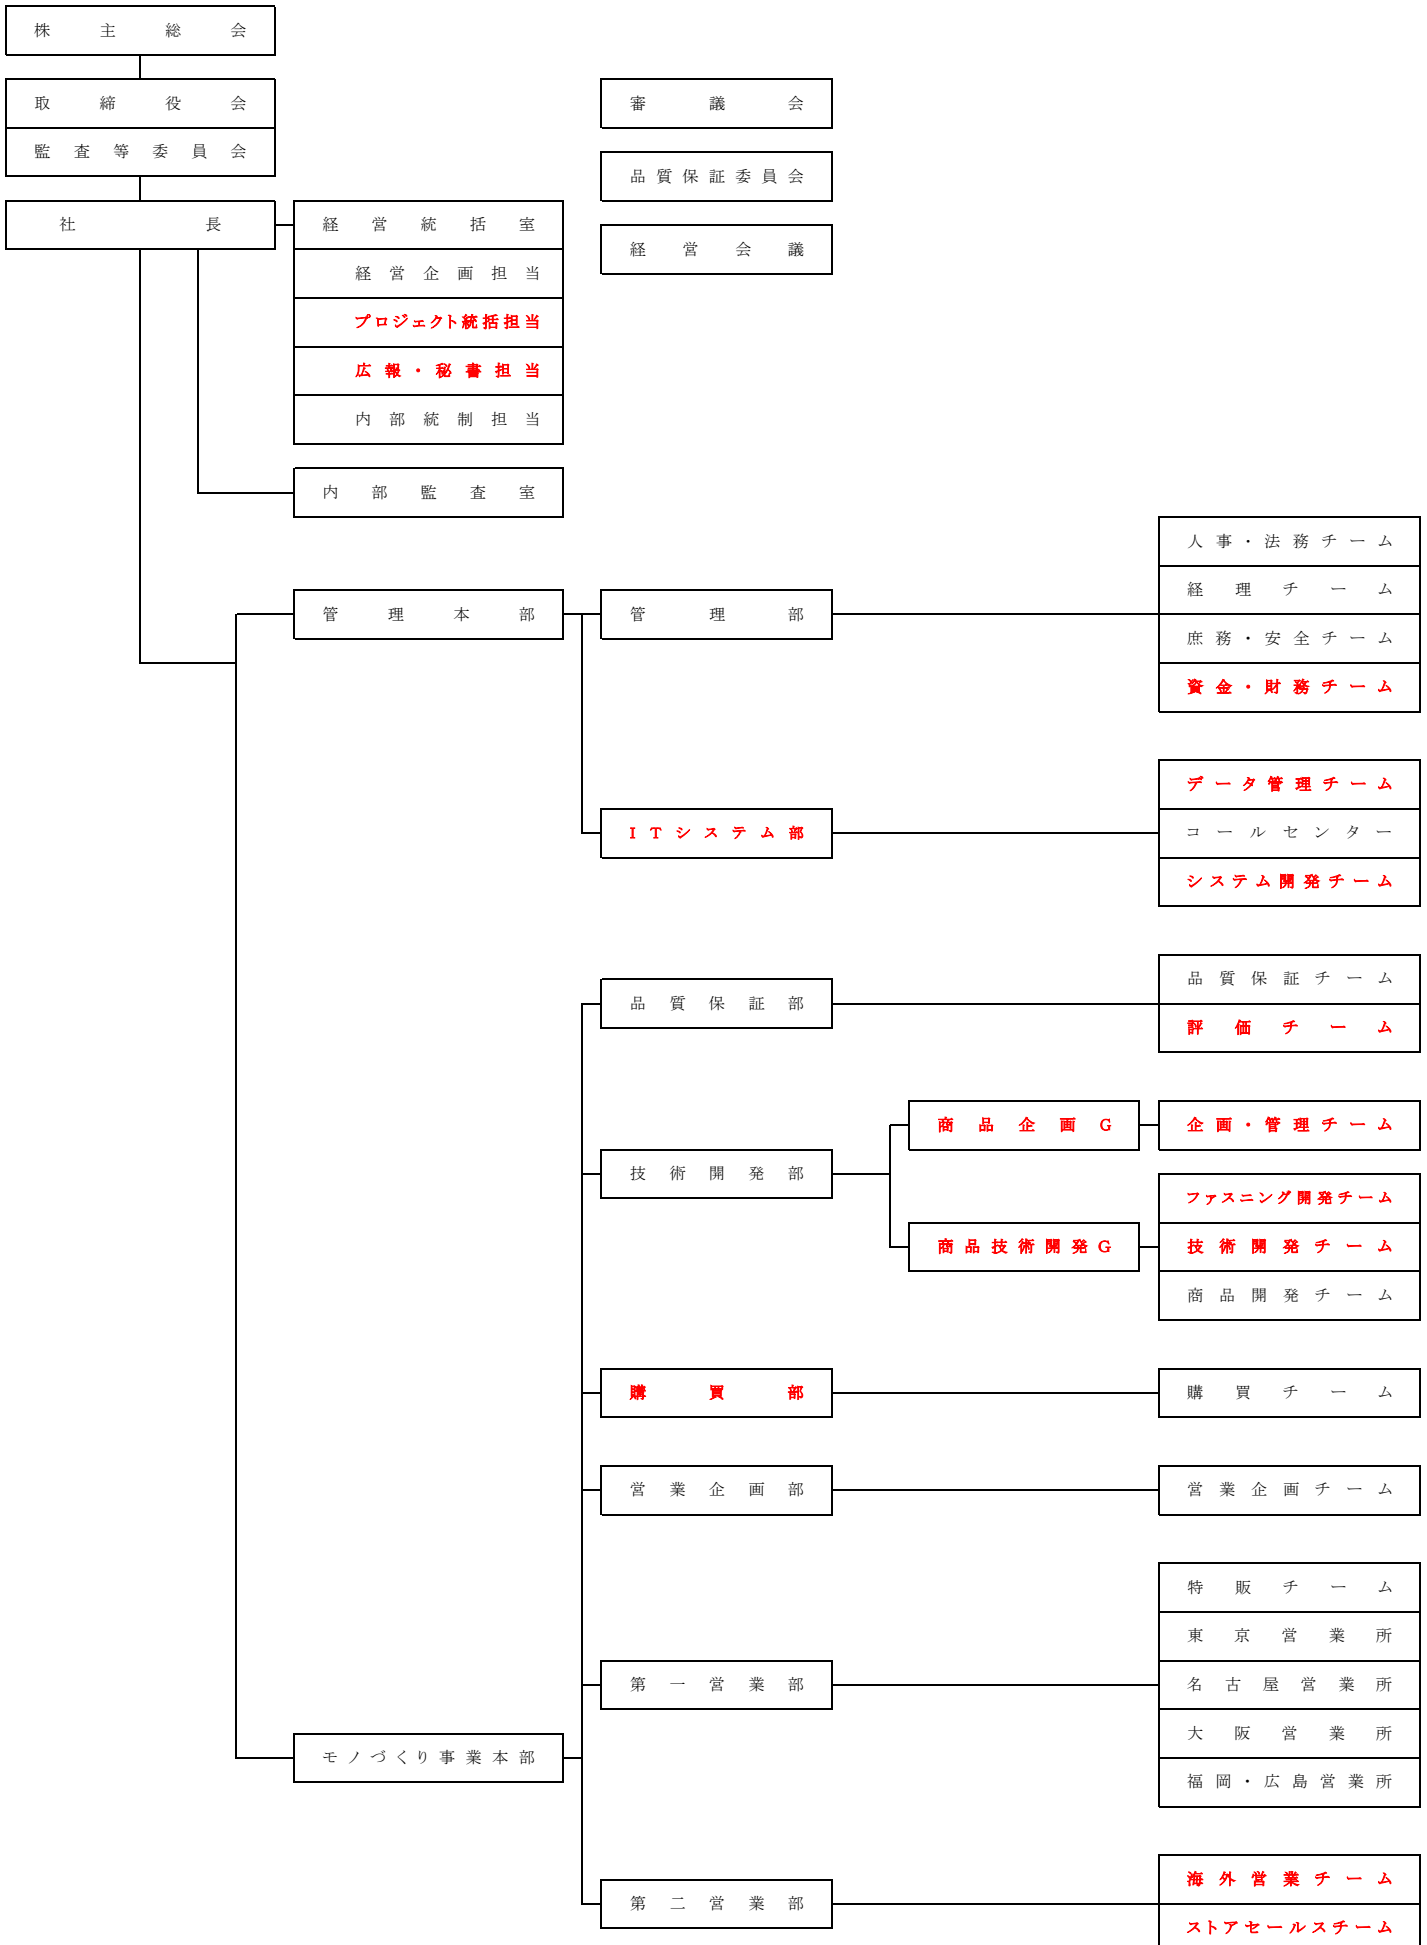 株主総会
取締役会
監査等委員会
社長
経営統括室
経営企画担当
プロジェクト統括担当
広報・秘書担当
内部統制担当
内部監査室
審議会
品質保証委員会
経営会議
管理本部
管理部
人事・法務チーム
経理チーム
庶務・安全チーム
資金・財務チーム
ITシステム部
データ管理チーム
コールセンター
システム開発チーム
品質保証部
品質保証チーム
評価チーム
技術開発部
商品企画G
企画・管理チーム
商品技術開発G
ファスニング開発チーム
技術開発チーム
商品開発チーム
購買部
購買チーム
営業企画部
営業企画チーム
モノづくり事業本部
第一営業部
特販チーム
東京営業所
名古屋営業所
大阪営業所
福岡・広島営業所
第二営業部
海外営業チーム
ストアセールスチーム